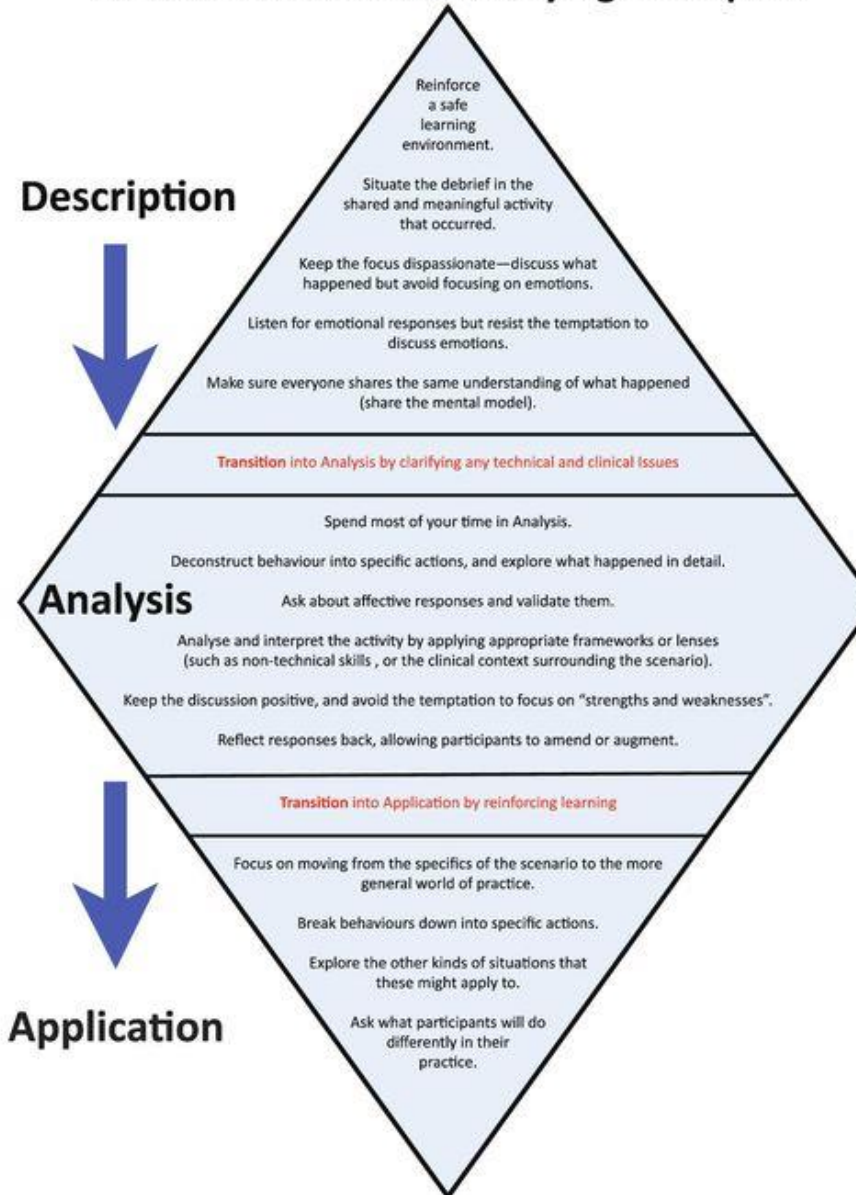 Reinforce
a safe
learning
environment.
Description
Situate the debrief in the
shared and meaningful activity
that occurred.
Keep the focus dispassionate—discuss what
happened but avoid focusing on emotions.
Listen for emotional responses but resist the temptation to
discuss emotions.
Make sure everyone shares the same understanding of what happened
(share the mental model).
Transition into Analysis by clarifying any technical and clinical Issues
Spend most of your time in Analysis.
Deconstruct behaviour into specific actions, and explore what happened in detail.
Analysis
Ask about affective responses and validate them.
Analyse and interpret the activity by applying appropriate frameworks or lenses
(such as non-technical skills , or the clinical context surrounding the scenario).
Keep the discussion positive, and avoid the temptation to focus on “strengths and weaknesses”.
Reflect responses back, allowing participants to amend or augment.
Transition into Application by reinforcing learning
Focus on moving from the specifics of the scenario to the more
general world of practice.
Break behaviours down into specific actions.
Explore the other kinds of situations that
these might apply to.
Application
Ask what participants will do
differently in their
practice.